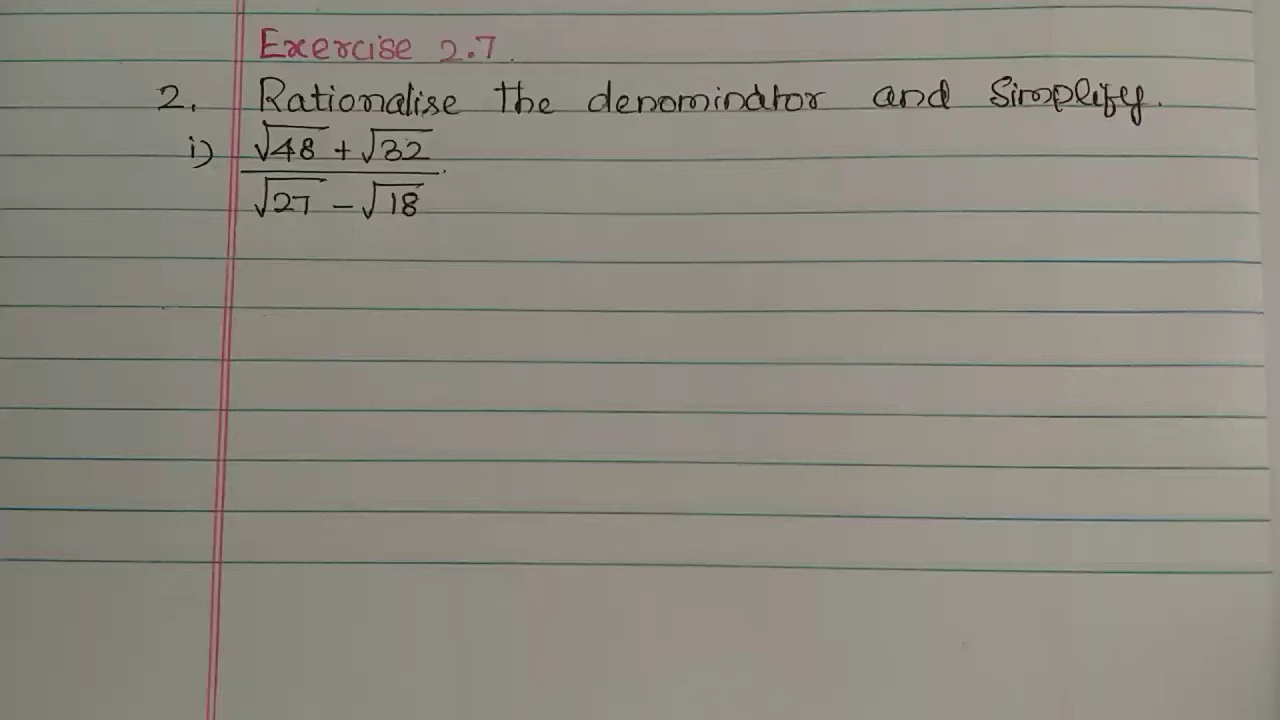 Exercise 2.7.
2. Rationalise the denominator and Simplify.
i) √48 + √32
√27 - √18